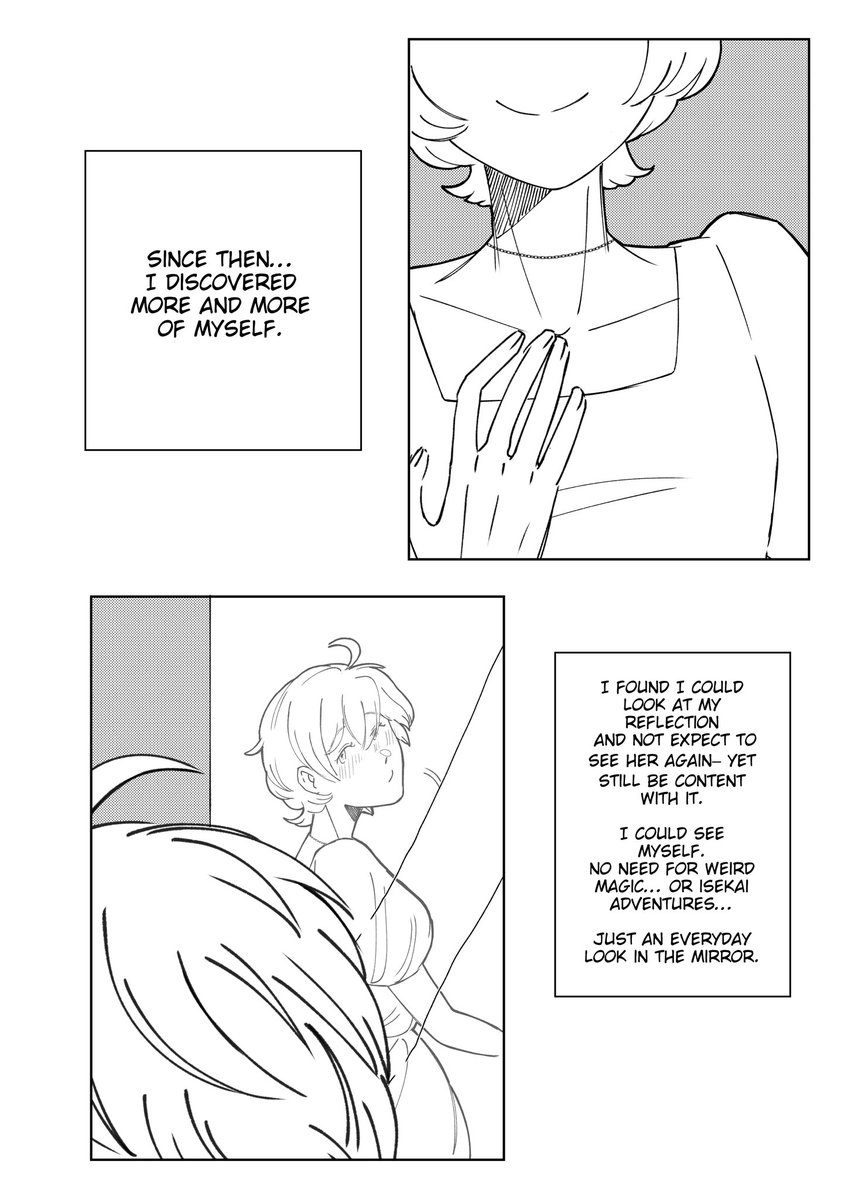 SINCE THEN...
I DISCOVERED
MORE AND MORE
OF MYSELF.
I FOUND I COULD
LOOK AT MY
REFLECTION
AND NOT EXPECT TO
SEE HER AGAIN– YET
STILL BE CONTENT
WITH IT.
I COULD SEE
MYSELF.
NO NEED FOR WEIRD
MAGIC... OR ISEKAI
ADVENTURES...
JUST AN EVERYDAY
LOOK IN THE MIRROR.